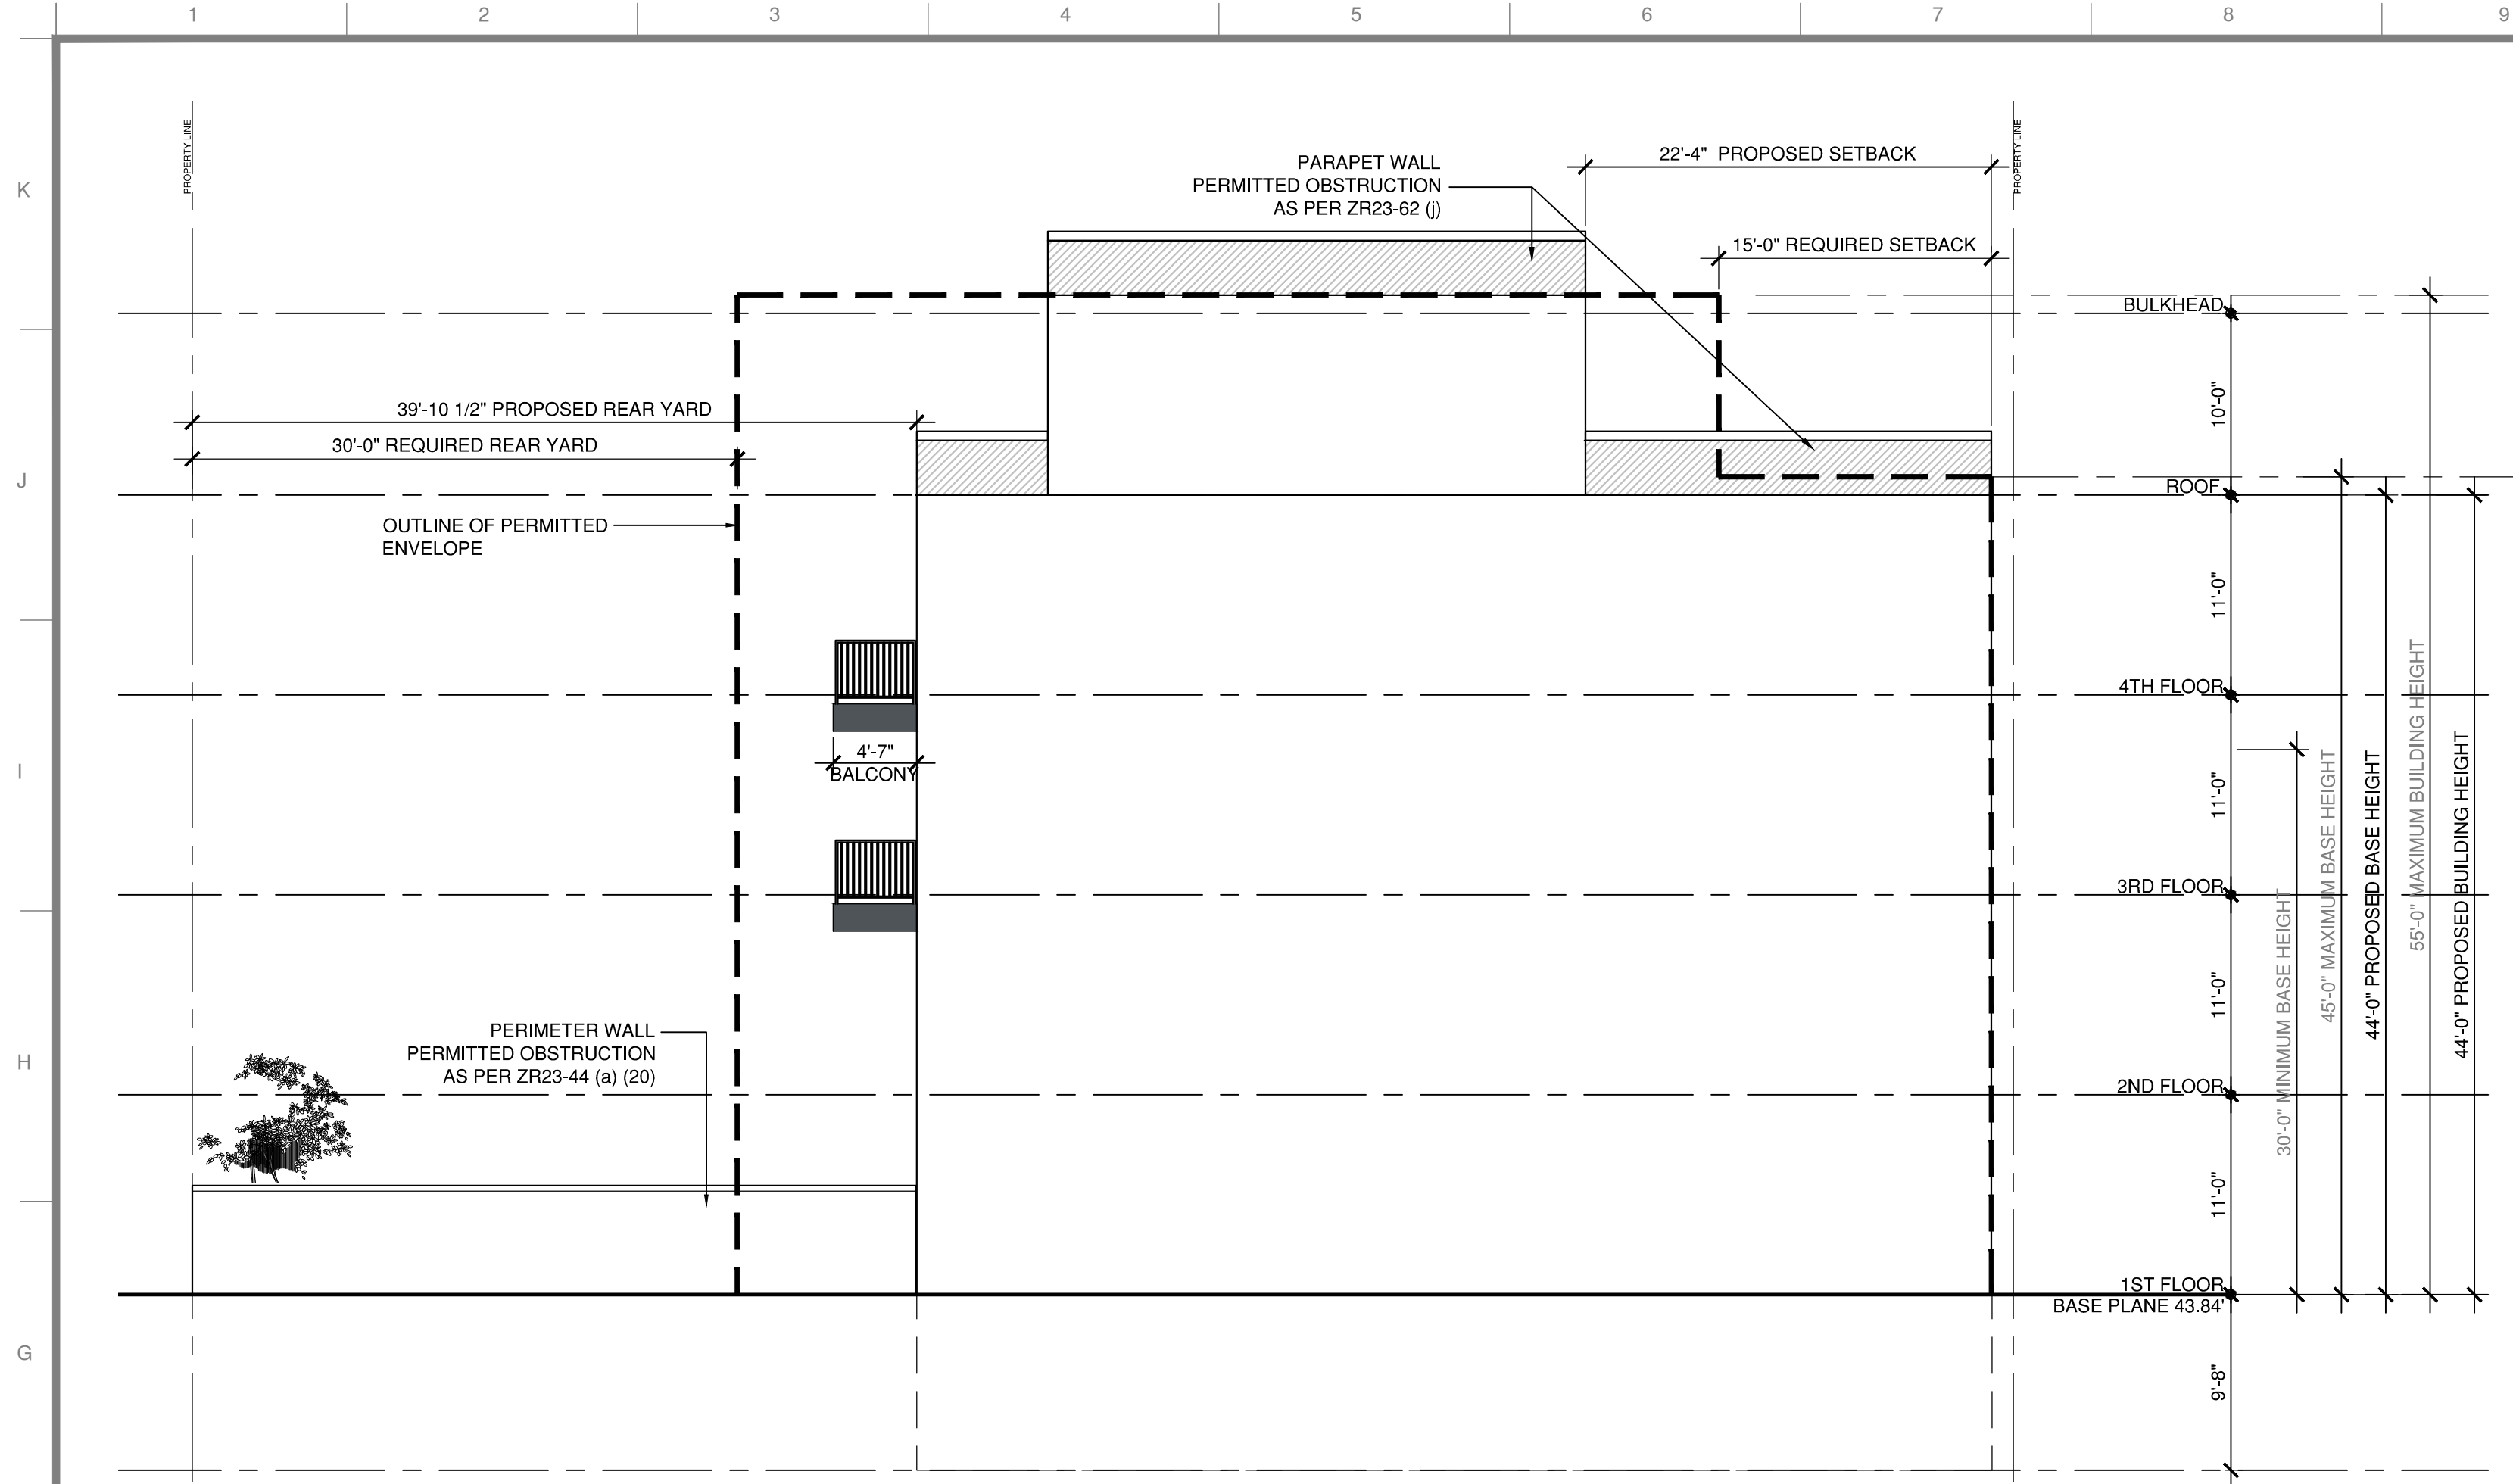 1 2 3 4 5 6 7 8 9
K
J
I
H
G
PROPERTY LINE
PROPERTY LINE
PARAPET WALL
PERMITTED OBSTRUCTION
AS PER ZR23-62 (j)
22'-4" PROPOSED SETBACK
15'-0" REQUIRED SETBACK
39'-10 1/2" PROPOSED REAR YARD
30'-0" REQUIRED REAR YARD
OUTLINE OF PERMITTED
ENVELOPE
4'-7"
BALCONY
PERIMETER WALL
PERMITTED OBSTRUCTION
AS PER ZR23-44 (a) (20)
BULKHEAD
10'-0"
ROOF
11'-0"
4TH FLOOR
11'-0"
3RD FLOOR
11'-0"
2ND FLOOR
11'-0"
1ST FLOOR
BASE PLANE 43.84'
9'-8"
30'-0" MINIMUM BASE HEIGHT
45'-0" MAXIMUM BASE HEIGHT
44'-0" PROPOSED BASE HEIGHT
55'-0" MAXIMUM BUILDING HEIGHT
44'-0" PROPOSED BUILDING HEIGHT